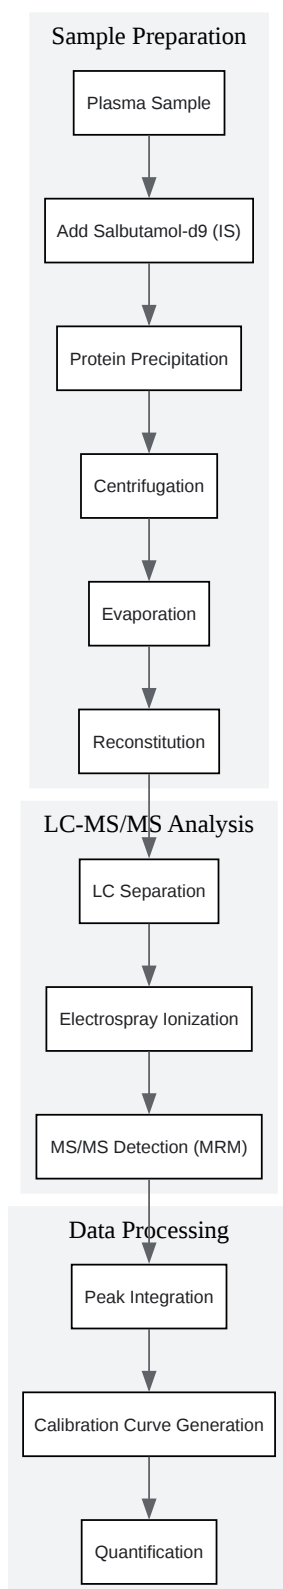 Sample Preparation
Plasma Sample
Add Salbutamol-d9 (IS)
Protein Precipitation
Centrifugation
Evaporation
Reconstitution
LC-MS/MS Analysis
LC Separation
Electrospray Ionization
MS/MS Detection (MRM)
Data Processing
Peak Integration
Calibration Curve Generation
Quantification